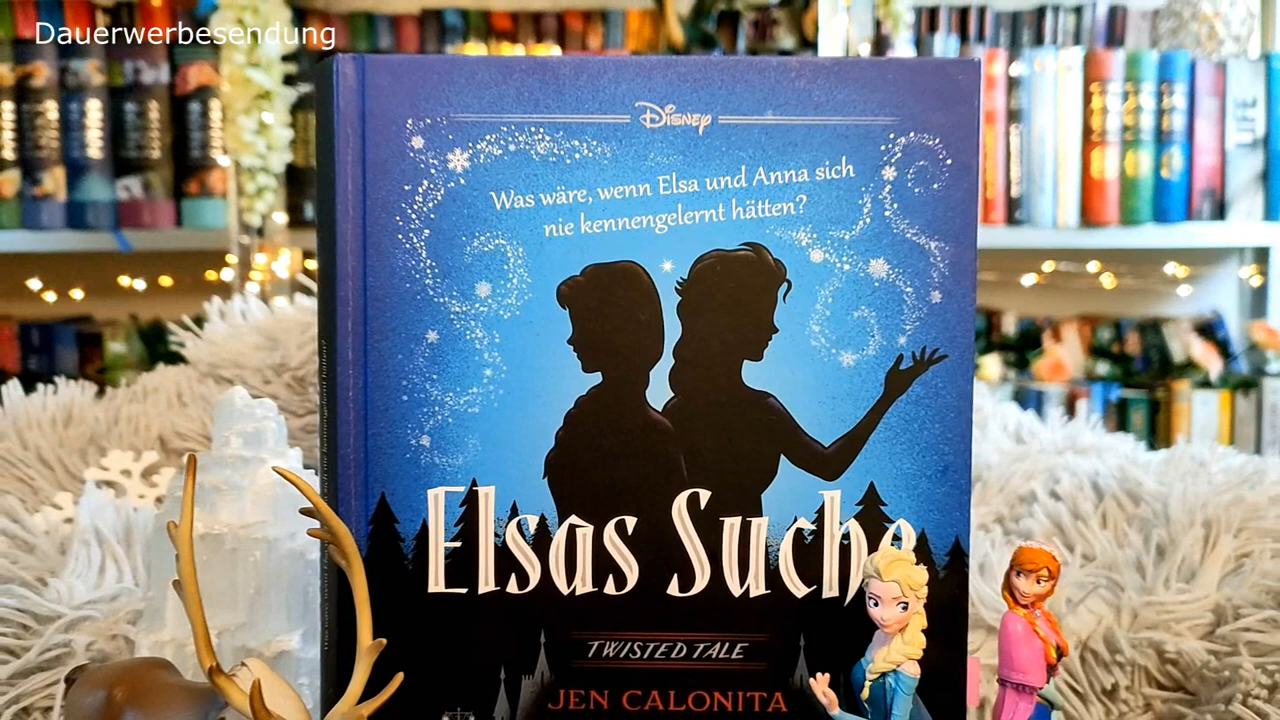 Dauerwerbesendung
Disney
Was wäre, wenn Elsa und Anna sich
nie kennengelernt hätten?
Elsas Suche
TWISTED TALE
JEN CALONITA